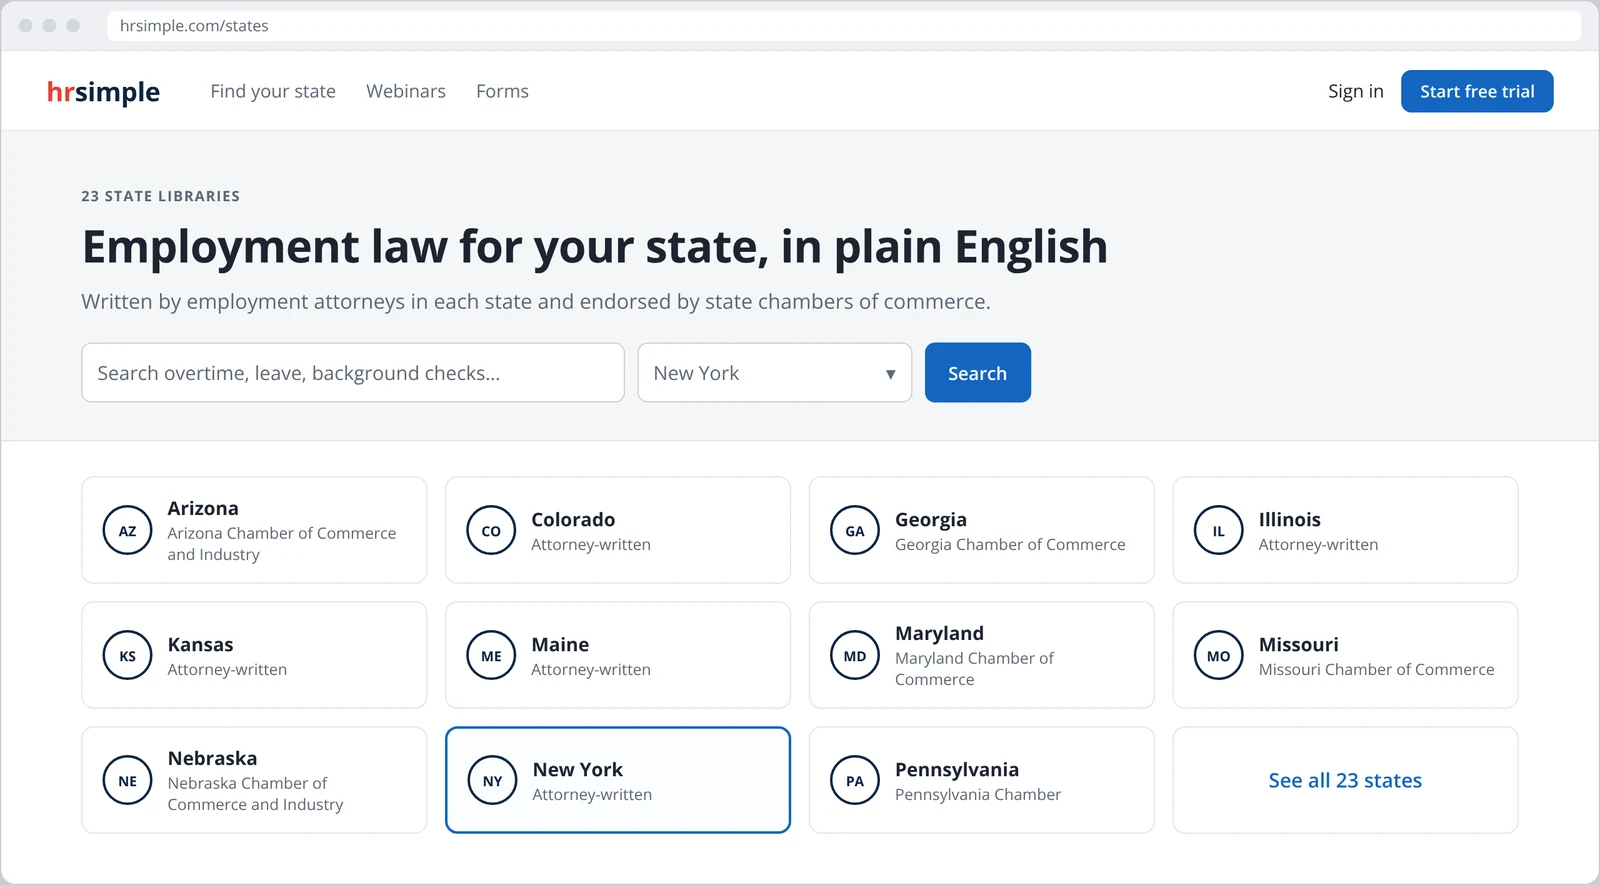 hrsimple.com/states
hrsimple
Find your state
Webinars
Forms
Sign in
Start free trial
23 STATE LIBRARIES
Employment law for your state, in plain English
Written by employment attorneys in each state and endorsed by state chambers of commerce.
Search overtime, leave, background checks...
New York
Search
AZ
Arizona
Arizona Chamber of Commerce
and Industry
CO
Colorado
Attorney-written
GA
Georgia
Georgia Chamber of Commerce
IL
Illinois
Attorney-written
KS
Kansas
Attorney-written
ME
Maine
Attorney-written
MD
Maryland
Maryland Chamber of
Commerce
MO
Missouri
Missouri Chamber of Commerce
NE
Nebraska
Nebraska Chamber of
Commerce and Industry
NY
New York
Attorney-written
PA
Pennsylvania
Pennsylvania Chamber
See all 23 states